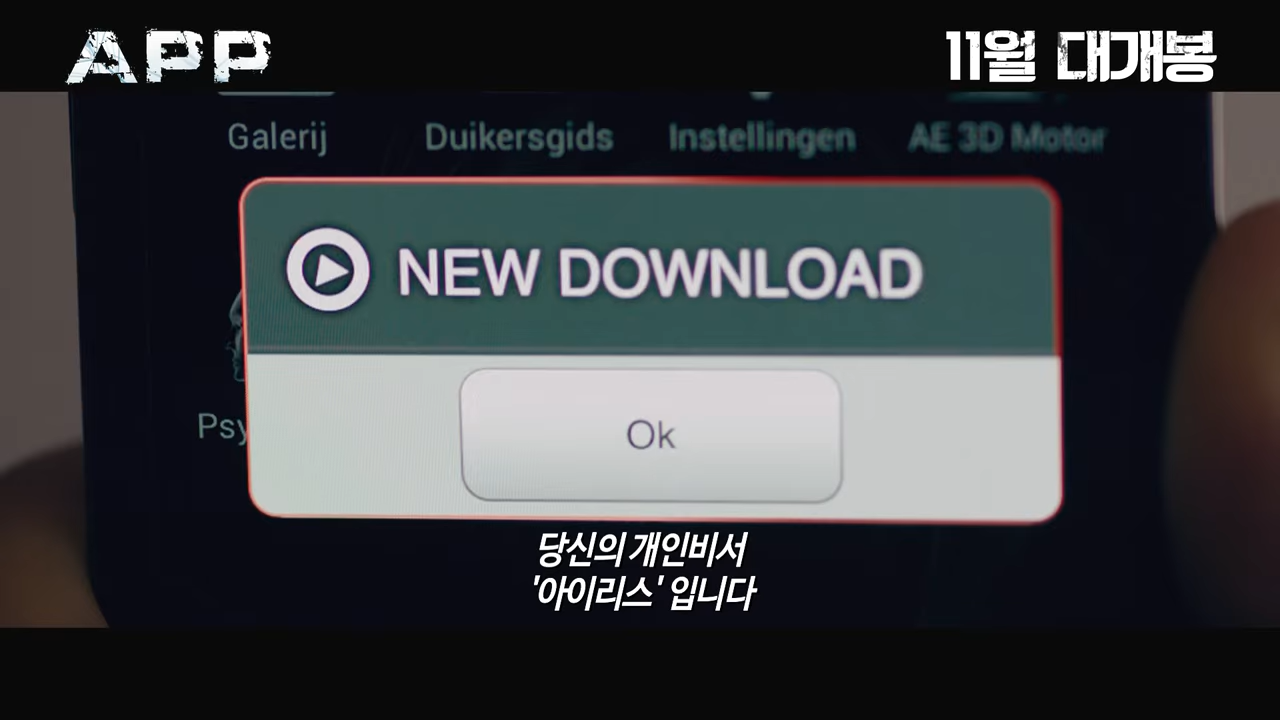 APP
11월 대개봉
Galerij Duikersgids Instellingen AE 3D Motor
NEW DOWNLOAD
Psy
Ok
당신의 개인비서
'아이리스' 입니다